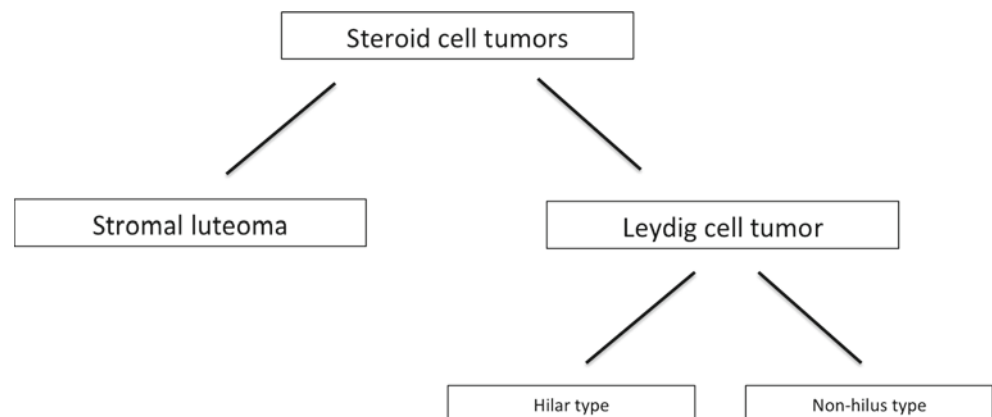 Steroid cell tumors
Stromal luteoma
Leydig cell tumor
Hilar type
Non-hilus type